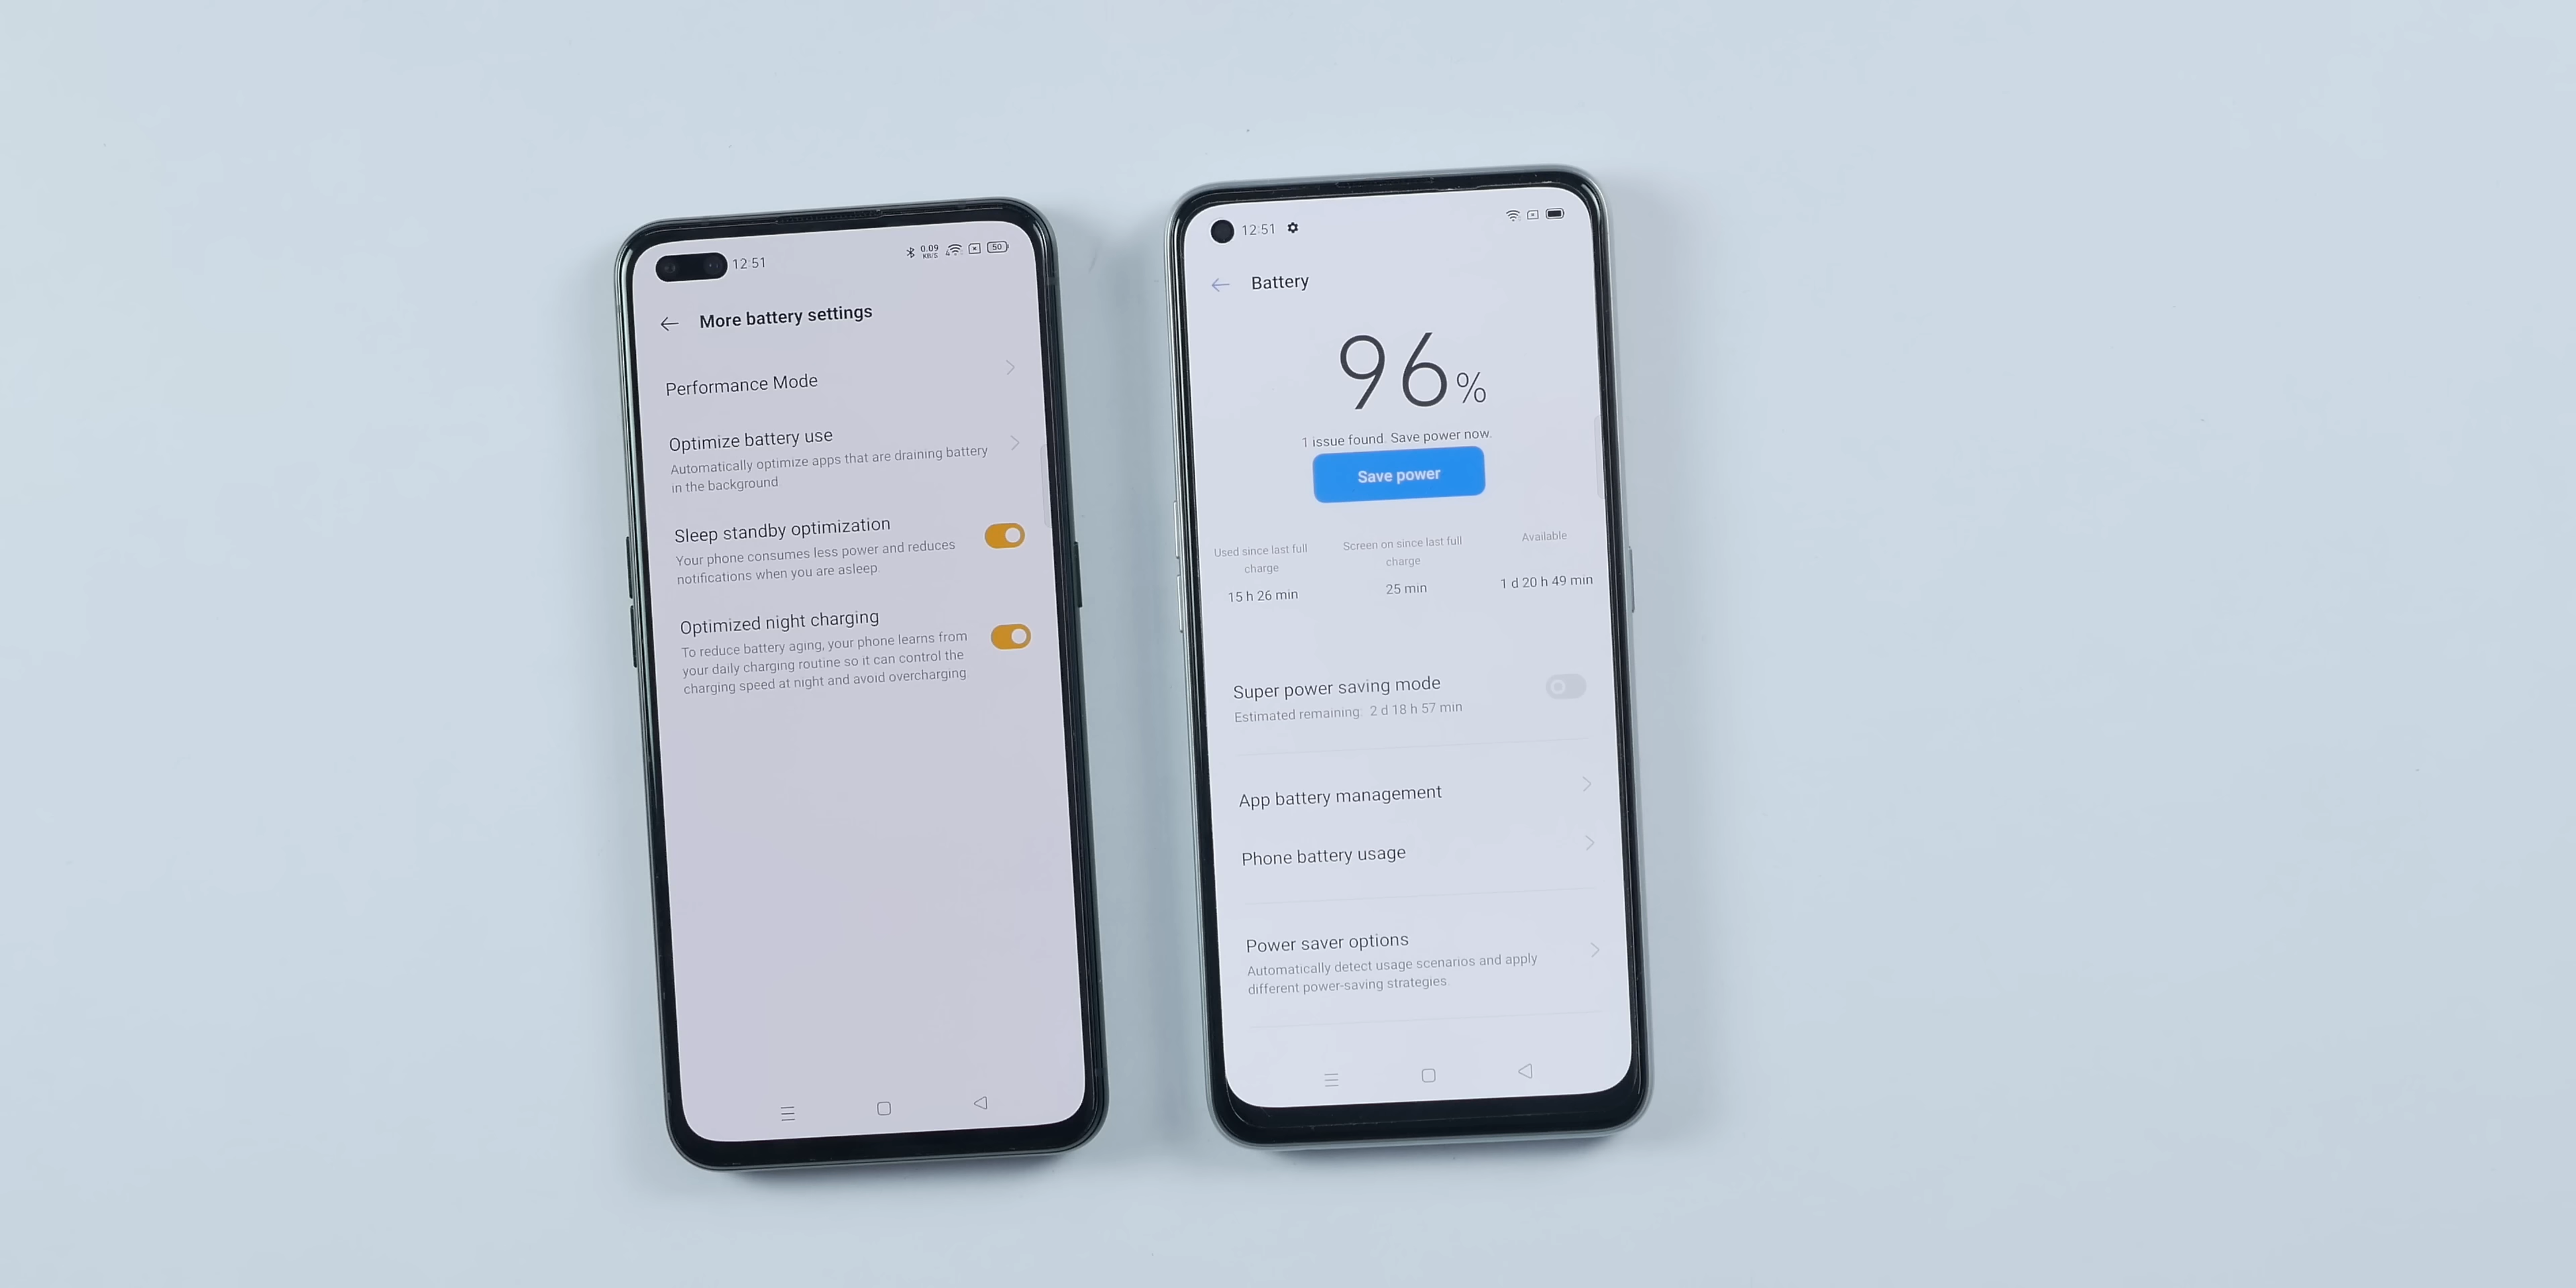 12:51
0.09
KB/S
50
More battery settings
Performance Mode
Optimize battery use
Automatically optimize apps that are draining battery
in the background
Sleep standby optimization
Your phone consumes less power and reduces
notifications when you are asleep.
Optimized night charging
To reduce battery aging, your phone learns from
your daily charging routine so it can control the
charging speed at night and avoid overcharging
12:51
Battery
96%
1 issue found. Save power now.
Save power
Used since last full
charge
15 h 26 min
Screen on since last full
charge
25 min
Available
1 d 20 h 49 min
Super power saving mode
Estimated remaining: 2 d 18 h 57 min
App battery management
Phone battery usage
Power saver options
Automatically detect usage scenarios and apply
different power-saving strategies.